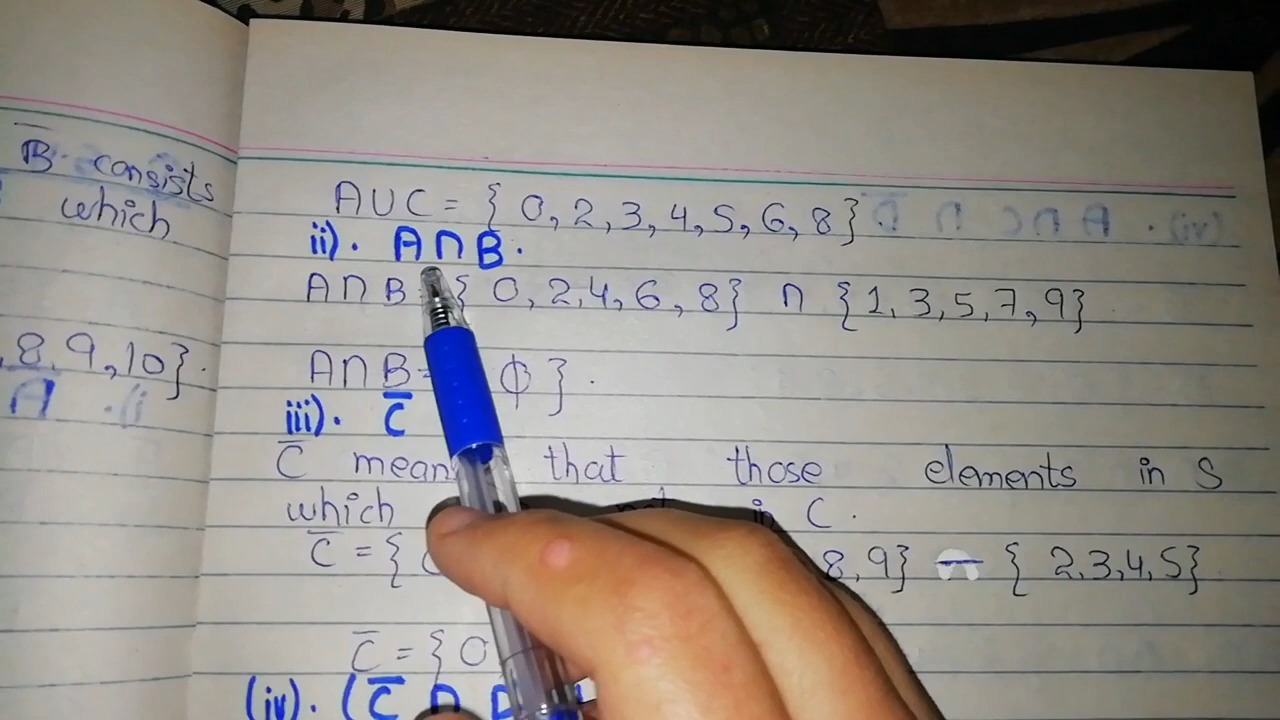 B̅ consists
which
8, 9, 10}.
AUC = { 0, 2, 3, 4, 5, 6, 8 }
ii). A∩B.
A∩B { 0, 2, 4, 6, 8} ∩ {1, 3, 5, 7, 9}
A∩B = ϕ }.
iii). C̅
C̅ mean that those elements in S
which in C.
C̅ = { 8, 9} − { 2, 3, 4, 5}
C̅ = { 0
(iv). (C̅ ∩